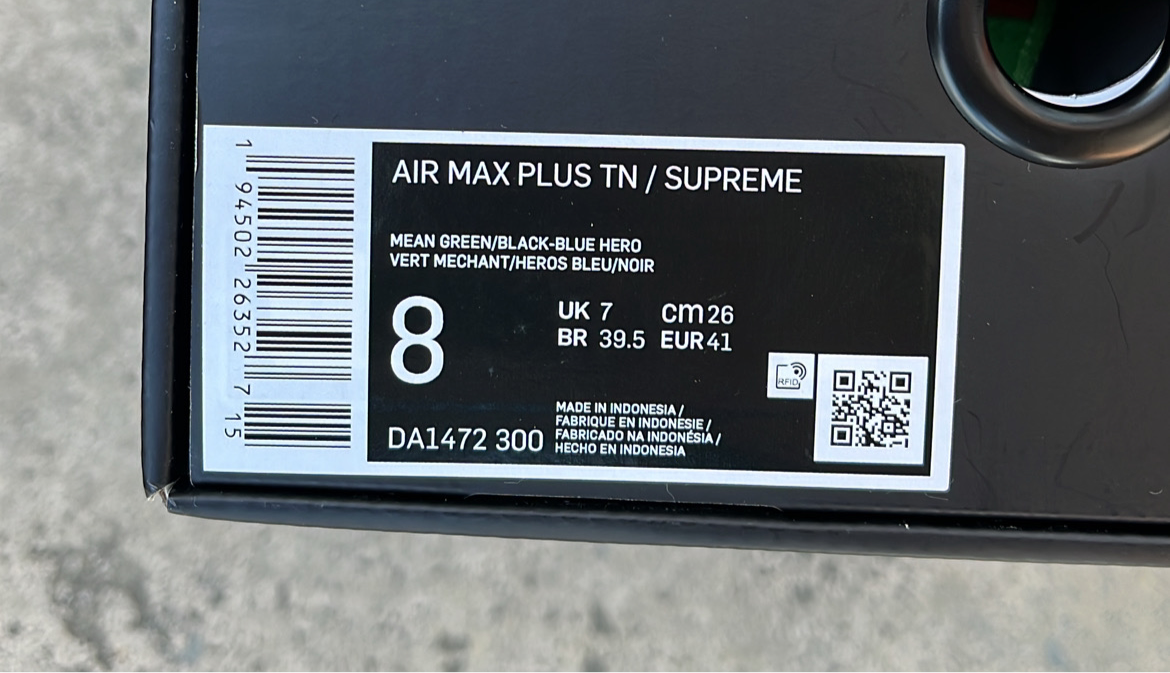 1 94502 26352 7 15
AIR MAX PLUS TN / SUPREME
MEAN GREEN/BLACK-BLUE HERO
VERT MECHANT/HEROS BLEU/NOIR
8
UK 7 cm 26
BR 39.5 EUR 41
RFID
DA1472 300
MADE IN INDONESIA /
FABRIQUE EN INDONESIE /
FABRICADO NA INDONÉSIA /
HECHO EN INDONESIA